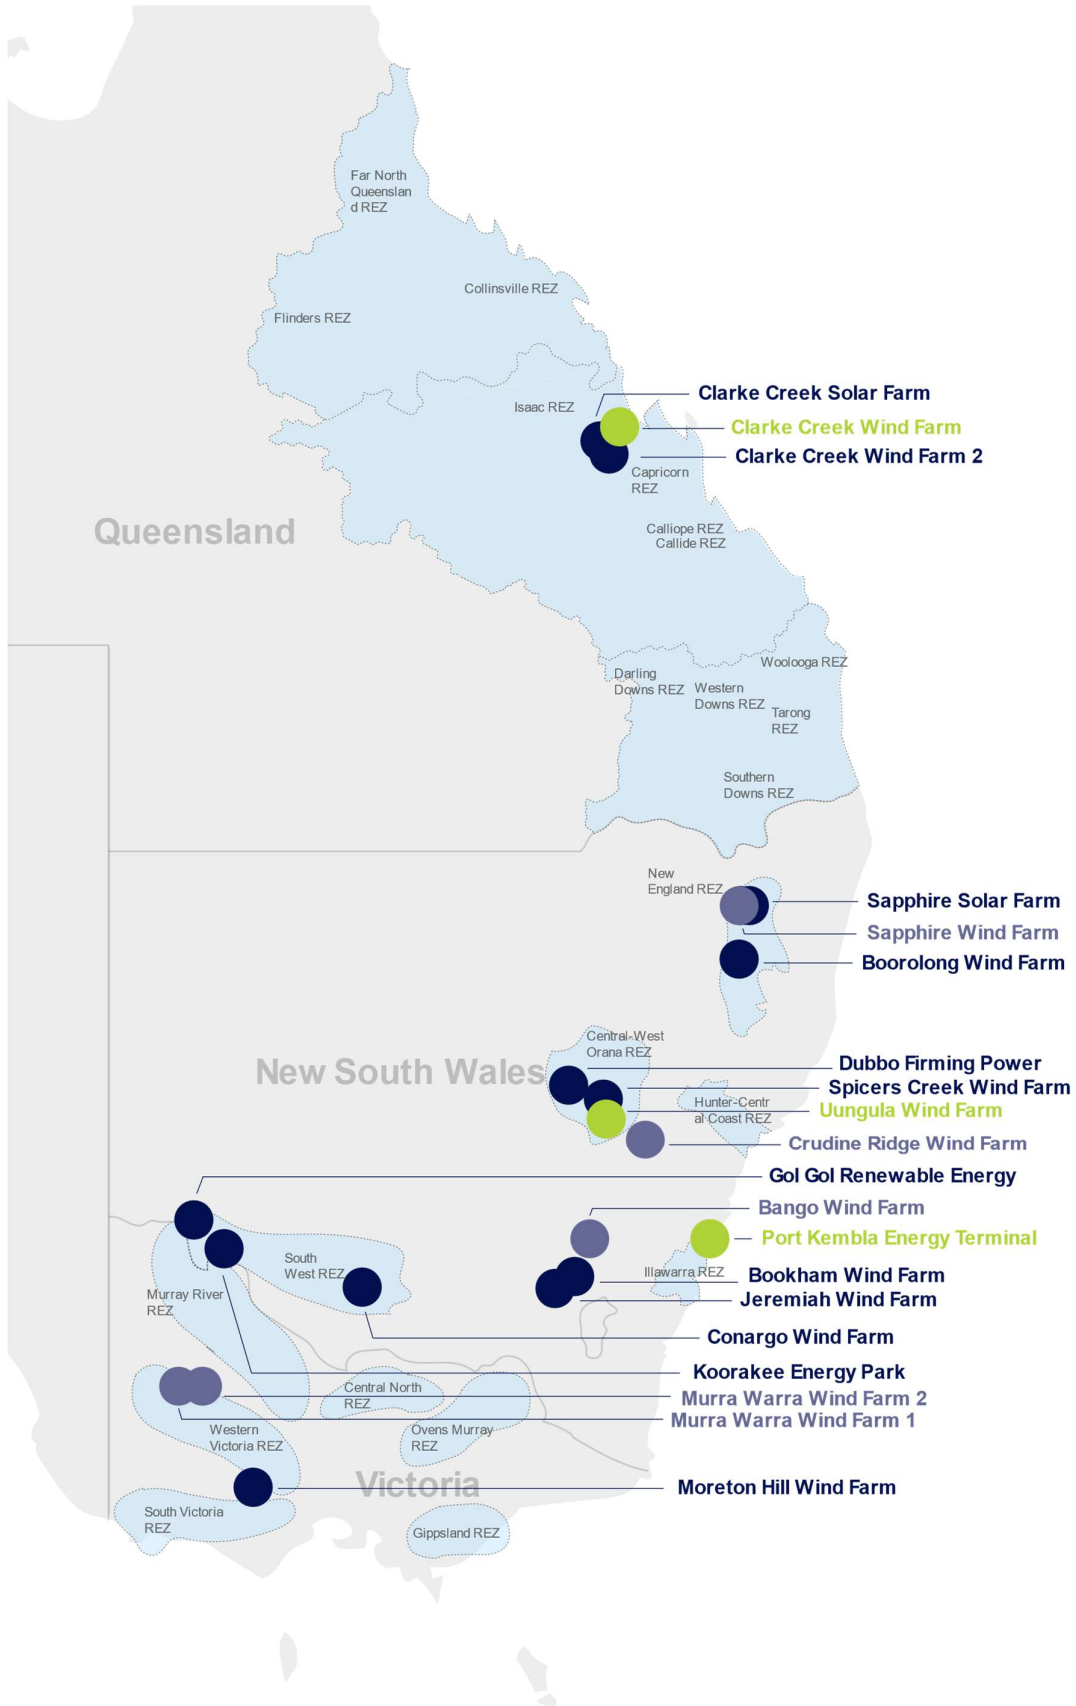 Far North
Queenslan
d REZ
Collinsville REZ
Flinders REZ
Clarke Creek Solar Farm
Isaac REZ
Clarke Creek Wind Farm
Clarke Creek Wind Farm 2
Capricorn
REZ
Queensland
Calliope REZ
Callide REZ
Woolooga REZ
Darling
Downs REZ
Western
Downs REZ
Tarong
REZ
Southern
Downs REZ
New
England REZ
Sapphire Solar Farm
Sapphire Wind Farm
Boorolong Wind Farm
Central-West
Orana REZ
New South Wales
Dubbo Firming Power
Spicers Creek Wind Farm
Hunter-Centr
al Coast REZ
Uungula Wind Farm
Crudine Ridge Wind Farm
Gol Gol Renewable Energy
Bango Wind Farm
Port Kembla Energy Terminal
South
West REZ
Illawarra REZ
Bookham Wind Farm
Murray River
REZ
Jeremiah Wind Farm
Conargo Wind Farm
Koorakee Energy Park
Central North
REZ
Murra Warra Wind Farm 2
Murra Warra Wind Farm 1
Western
Victoria REZ
Ovens Murray
REZ
Victoria
Moreton Hill Wind Farm
South Victoria
REZ
Gippsland REZ